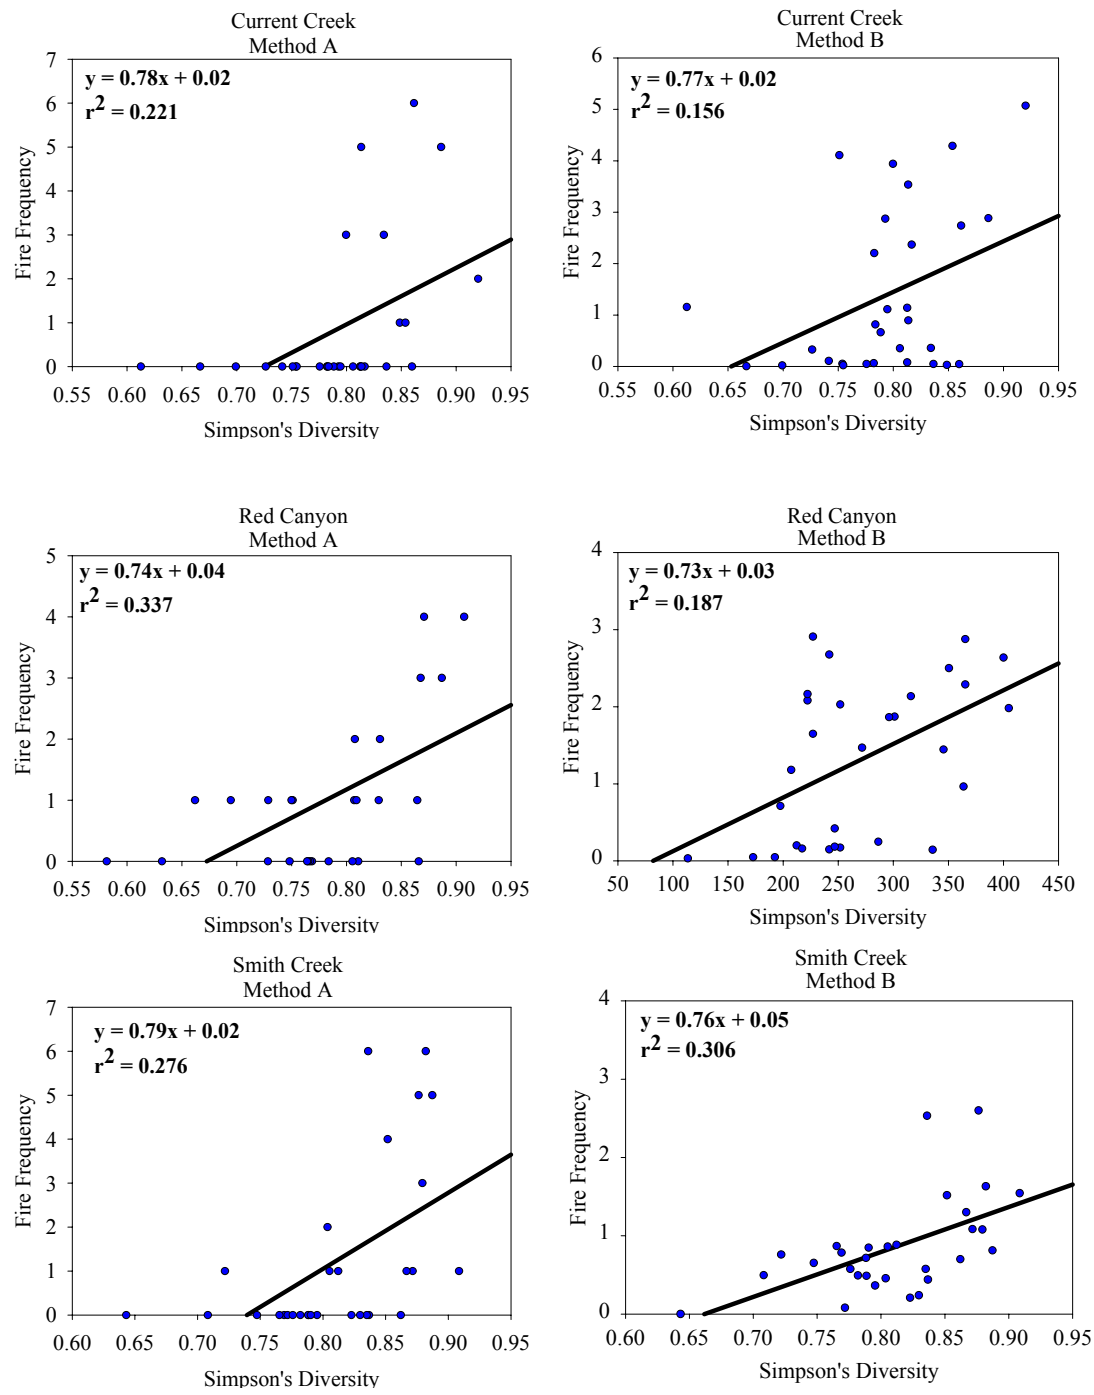 Current Creek
Method A
y = 0.78x + 0.02
r2 = 0.221
Fire Frequency
7
6
5
4
3
2
1
0
0.55 0.60 0.65 0.70 0.75 0.80 0.85 0.90 0.95
Simpson's Diversity
Current Creek
Method B
y = 0.77x + 0.02
r2 = 0.156
Fire Frequency
6
5
4
3
2
1
0
0.55 0.60 0.65 0.70 0.75 0.80 0.85 0.90 0.95
Simpson's Diversity
Red Canyon
Method A
y = 0.74x + 0.04
r2 = 0.337
Fire Frequency
5
4
3
2
1
0
0.55 0.60 0.65 0.70 0.75 0.80 0.85 0.90 0.95
Simpson's Diversity
Red Canyon
Method B
y = 0.73x + 0.03
r2 = 0.187
Fire Frequency
4
3
2
1
0
50 100 150 200 250 300 350 400 450
Simpson's Diversity
Smith Creek
Method A
y = 0.79x + 0.02
r2 = 0.276
Fire Frequency
7
6
5
4
3
2
1
0
0.60 0.65 0.70 0.75 0.80 0.85 0.90 0.95
Simpson's Diversity
Smith Creek
Method B
y = 0.76x + 0.05
r2 = 0.306
Fire Frequency
4
3
2
1
0
0.60 0.65 0.70 0.75 0.80 0.85 0.90 0.95
Simpson's Diversity